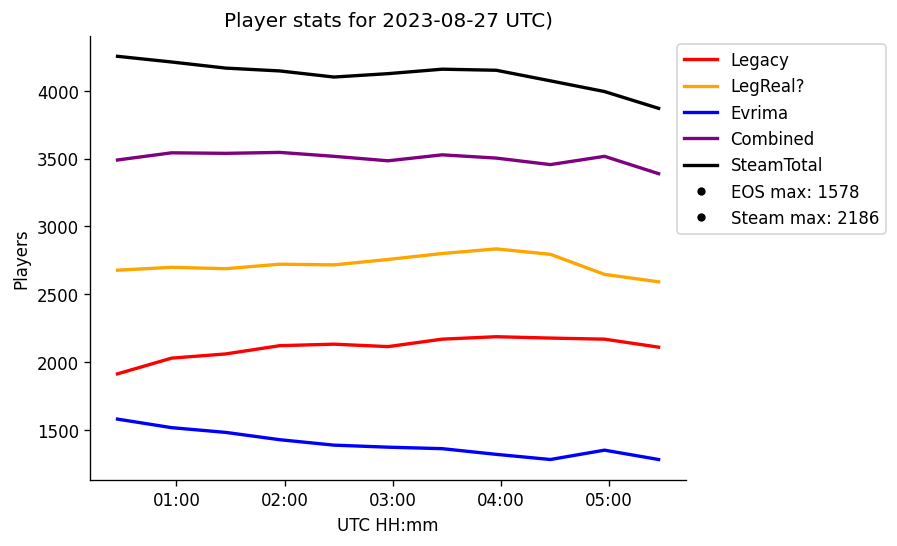 Player stats for 2023-08-27 UTC)
Legacy
LegReal?
Evrima
Combined
SteamTotal
EOS max: 1578
Steam max: 2186
4000
3500
3000
2500
2000
1500
Players
01:00
02:00
03:00
04:00
05:00
UTC HH:mm